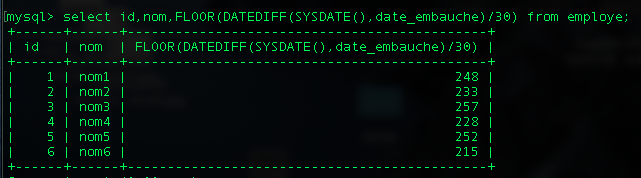 [mysql> select id,nom,FLOOR(DATEDIFF(SYSDATE(),date_embauche)/30) from employe;
+------+------+---------------------------------------------+
| id   | nom  | FLOOR(DATEDIFF(SYSDATE(),date_embauche)/30) |
+------+------+---------------------------------------------+
|    1 | nom1 |                                         248 |
|    2 | nom2 |                                         233 |
|    3 | nom3 |                                         257 |
|    4 | nom4 |                                         228 |
|    5 | nom5 |                                         252 |
|    6 | nom6 |                                         215 |
+------+------+---------------------------------------------+